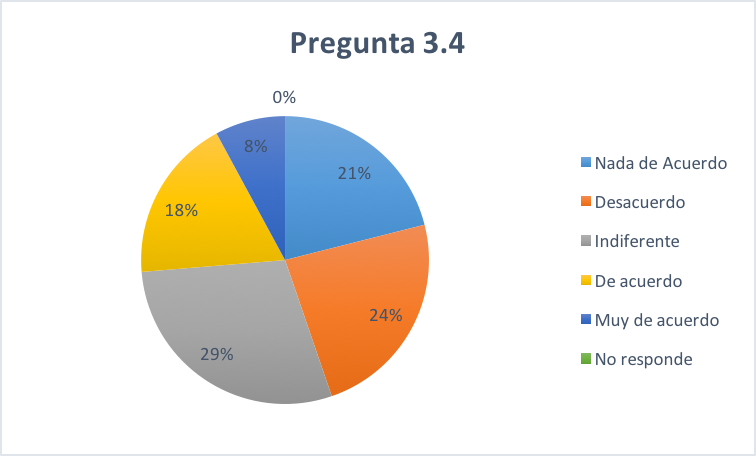 Pregunta 3.4
0%
8%
21%
18%
24%
29%
Nada de Acuerdo
Desacuerdo
Indiferente
De acuerdo
Muy de acuerdo
No responde